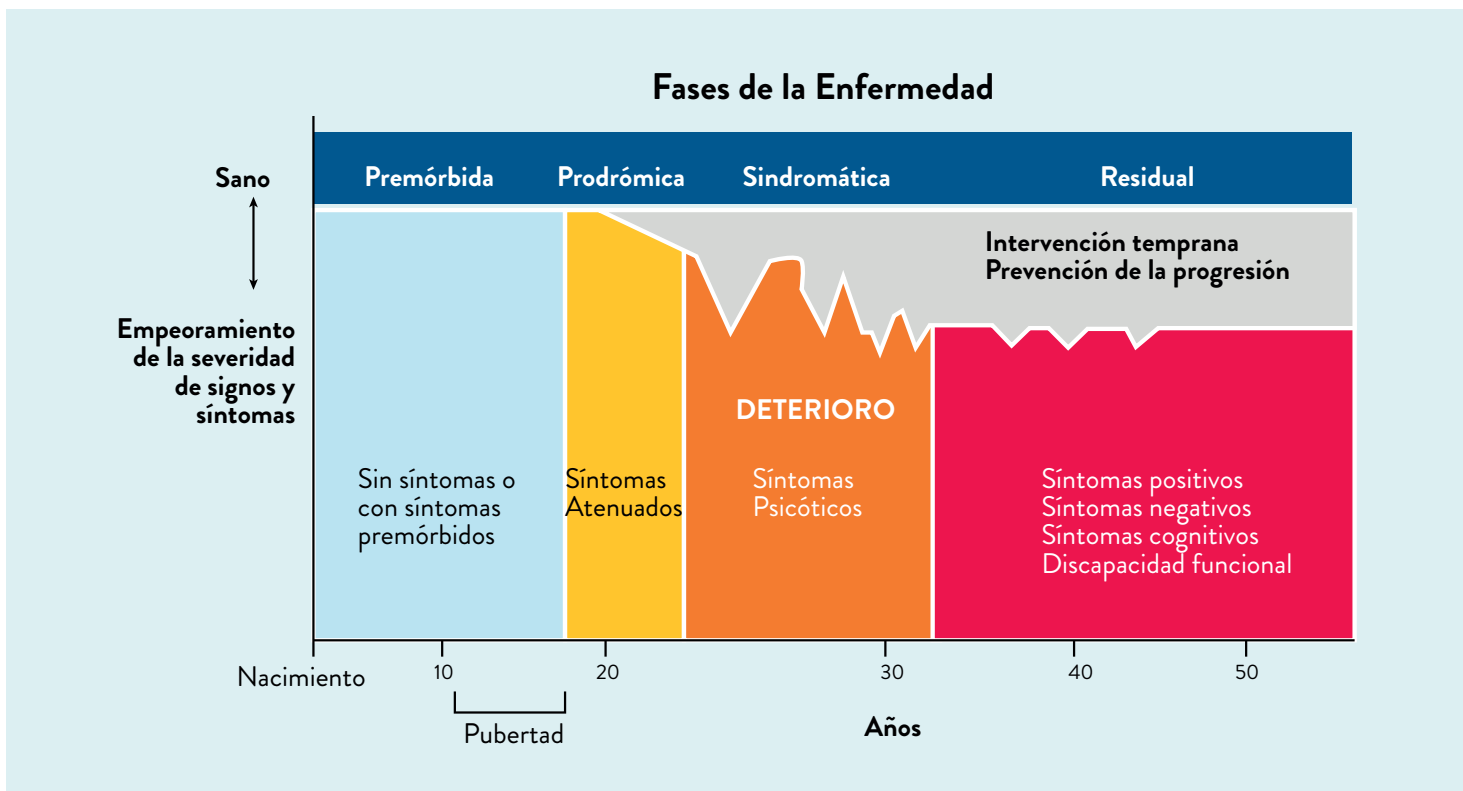 Fases de la Enfermedad
Sano
Premórbida
Prodrómica
Sindromática
Residual
Intervención temprana
Prevención de la progresión
Empeoramiento
de la severidad
de signos y
síntomas
DETERIORO
Sin síntomas o
con síntomas
premórbidos
Síntomas
Atenuados
Síntomas
Psicóticos
Síntomas positivos
Síntomas negativos
Síntomas cognitivos
Discapacidad funcional
Nacimiento
10
20
30
40
50
Pubertad
Años